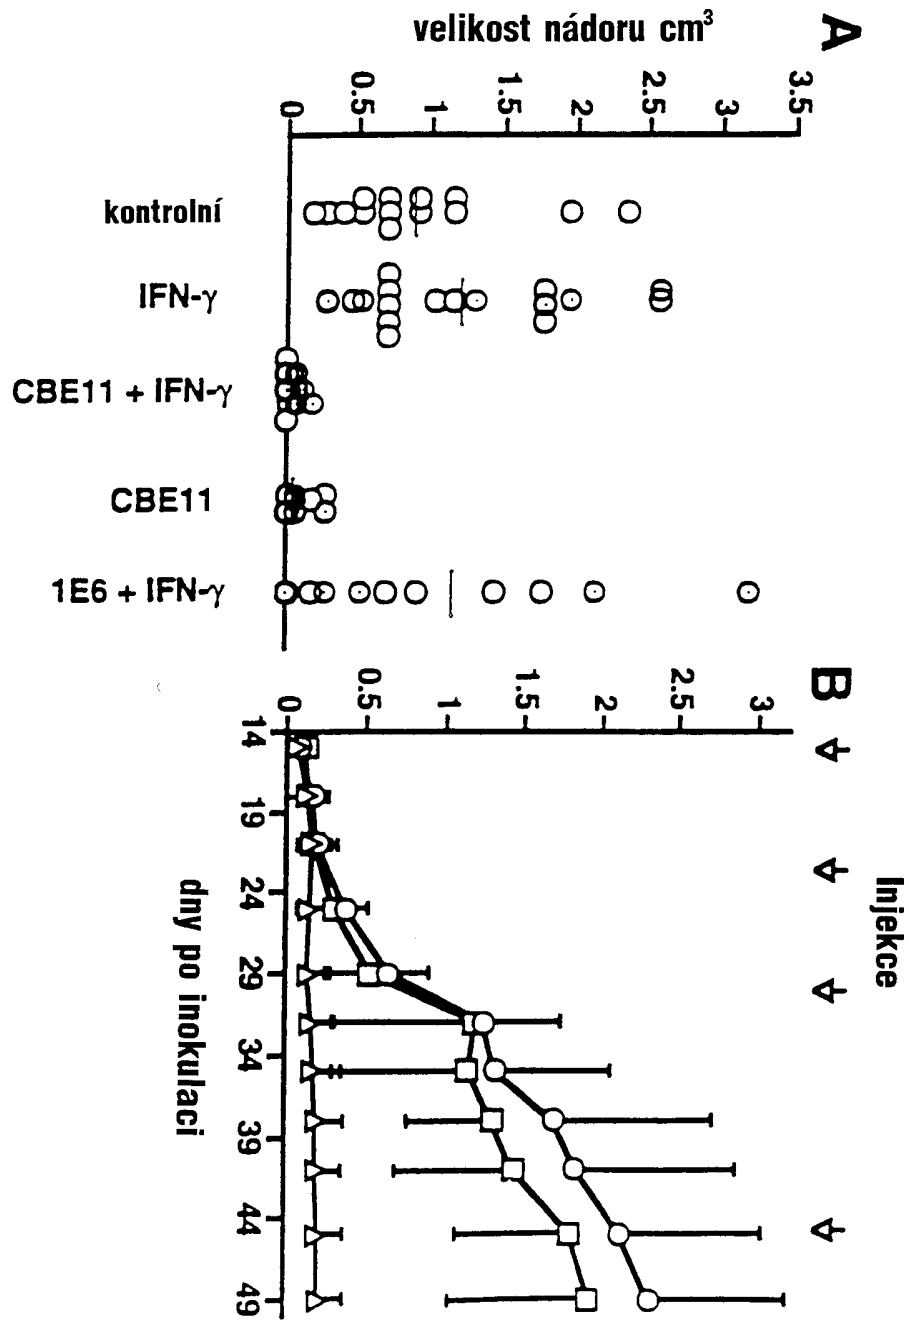 A
velikost nádoru cm³
3.5
3
2.5
2
1.5
1
0.5
0
kontrolní
IFN-γ
CBE11 + IFN-γ
CBE11
1E6 + IFN-γ
B
Injekce
3
2.5
2
1.5
1
0.5
0
14
19
24
29
34
39
44
49
dny po inokulaci